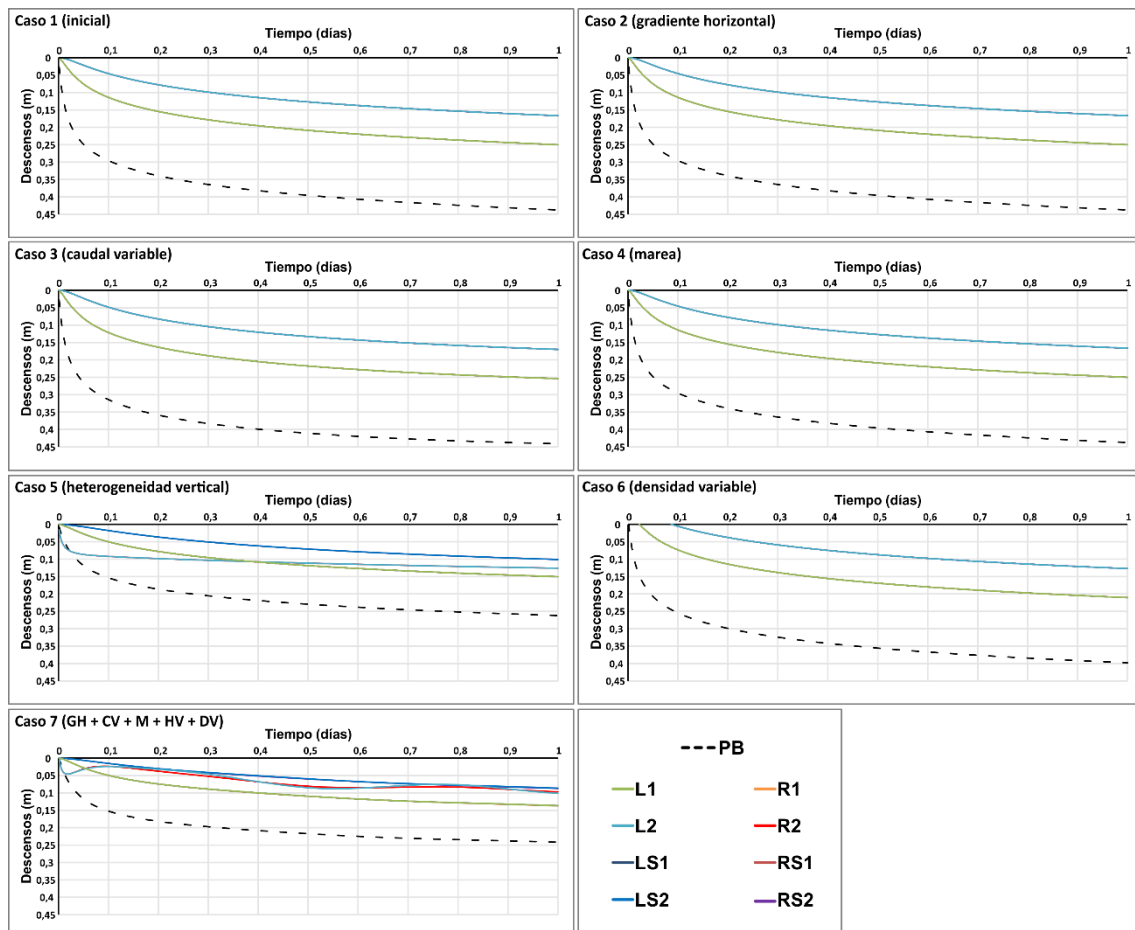 Caso 1 (inicial)
Tiempo (días)
0 0,1 0,2 0,3 0,4 0,5 0,6 0,7 0,8 0,9 1
Descensos (m)
0
0,05
0,1
0,15
0,2
0,25
0,3
0,35
0,4
0,45
Caso 2 (gradiente horizontal)
Tiempo (días)
0 0,1 0,2 0,3 0,4 0,5 0,6 0,7 0,8 0,9 1
Descensos (m)
0
0,05
0,1
0,15
0,2
0,25
0,3
0,35
0,4
0,45
Caso 3 (caudal variable)
Tiempo (días)
0 0,1 0,2 0,3 0,4 0,5 0,6 0,7 0,8 0,9 1
Descensos (m)
0
0,05
0,1
0,15
0,2
0,25
0,3
0,35
0,4
0,45
Caso 4 (marea)
Tiempo (días)
0 0,1 0,2 0,3 0,4 0,5 0,6 0,7 0,8 0,9 1
Descensos (m)
0
0,05
0,1
0,15
0,2
0,25
0,3
0,35
0,4
0,45
Caso 5 (heterogeneidad vertical)
Tiempo (días)
0 0,1 0,2 0,3 0,4 0,5 0,6 0,7 0,8 0,9 1
Descensos (m)
0
0,05
0,1
0,15
0,2
0,25
0,3
0,35
0,4
0,45
Caso 6 (densidad variable)
Tiempo (días)
0 0,1 0,2 0,3 0,4 0,5 0,6 0,7 0,8 0,9 1
Descensos (m)
0
0,05
0,1
0,15
0,2
0,25
0,3
0,35
0,4
0,45
Caso 7 (GH + CV + M + HV + DV)
Tiempo (días)
0 0,1 0,2 0,3 0,4 0,5 0,6 0,7 0,8 0,9 1
Descensos (m)
0
0,05
0,1
0,15
0,2
0,25
0,3
0,35
0,4
0,45
PB
L1 R1
L2 R2
LS1 RS1
LS2 RS2